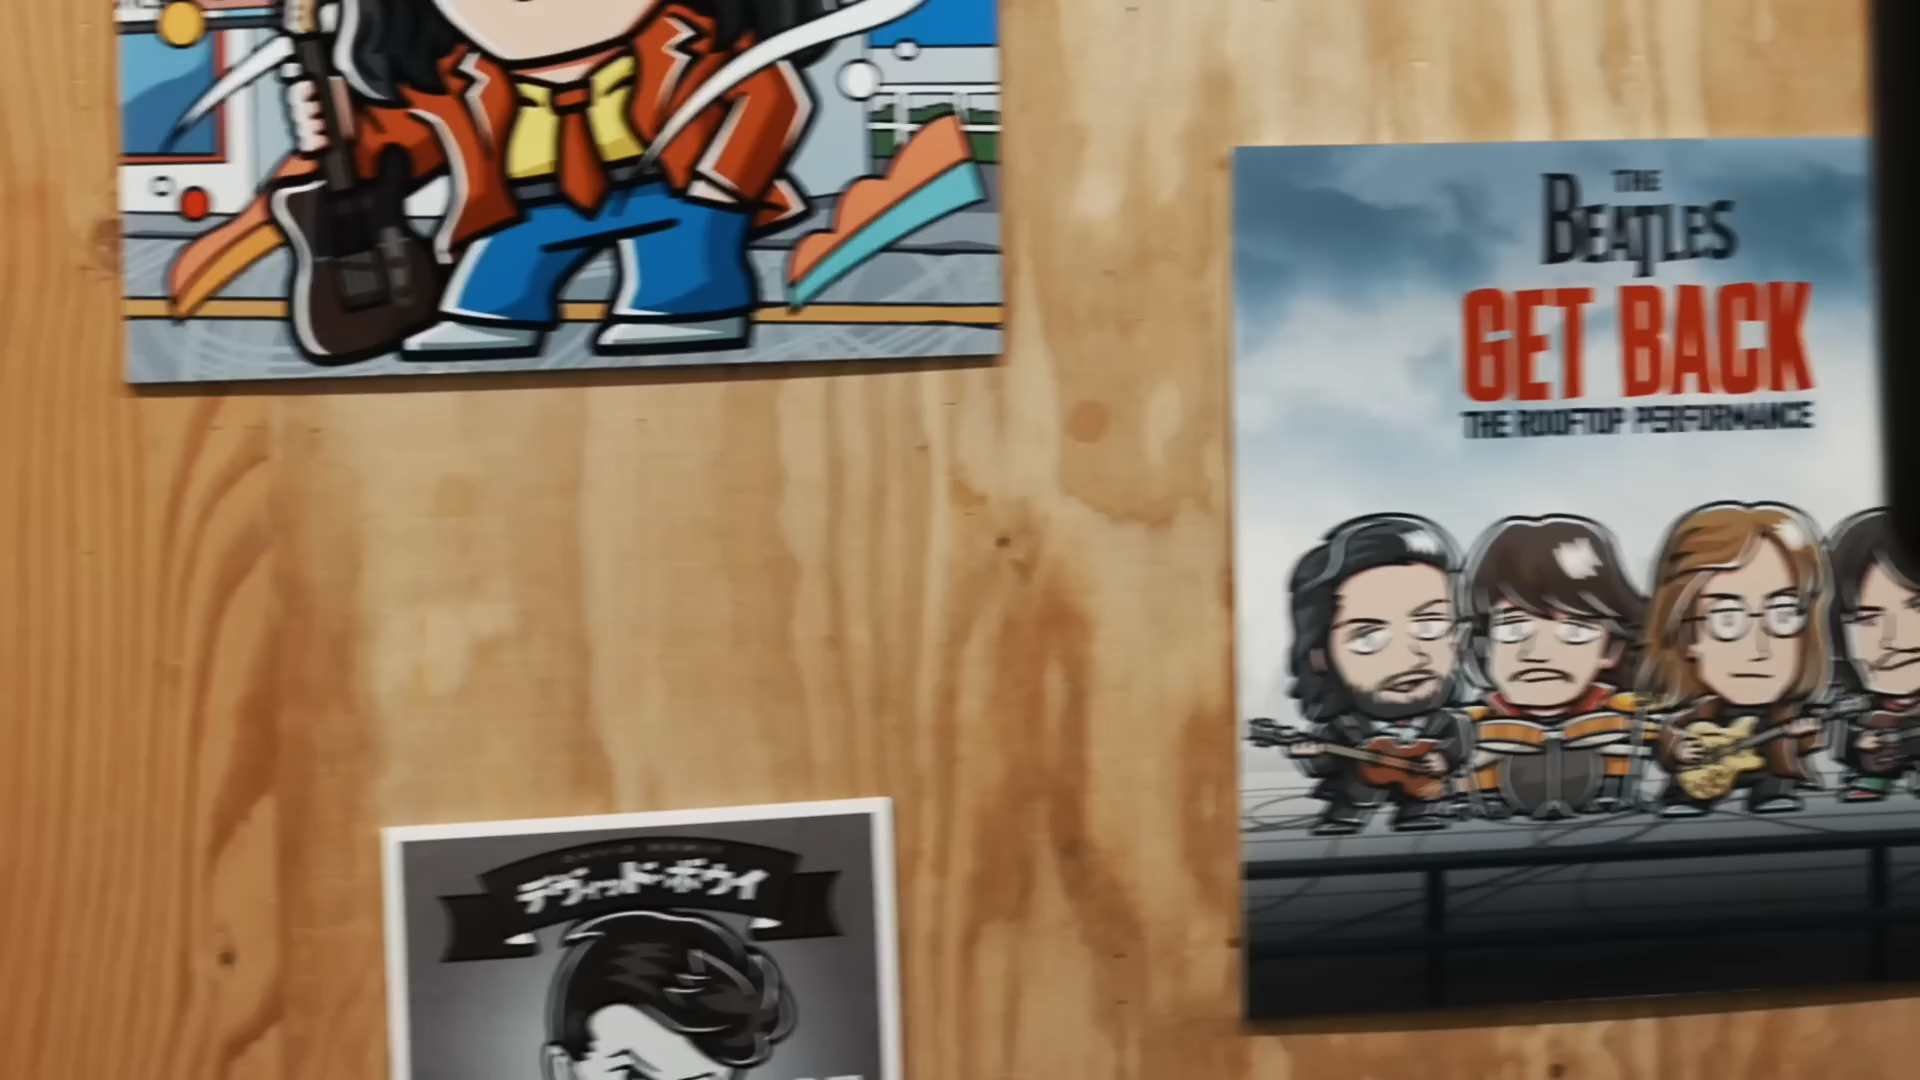 THE
BEATLES
GET BACK
THE ROOFTOP PERFORMANCE
デヴィッド・ボウイ